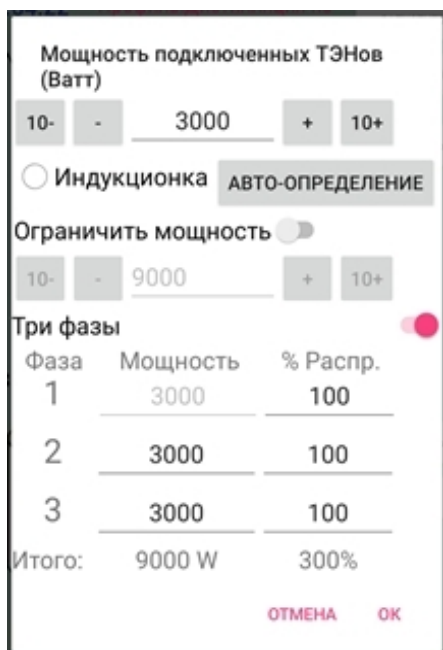 Мощность подключенных ТЭНов
(Ватт)
10- - 3000 + 10+
Индукционка АВТО-ОПРЕДЕЛЕНИЕ
Ограничить мощность
10- - 9000 + 10+
Три фазы
Фаза Мощность % Распр.
1 3000 100
2 3000 100
3 3000 100
Итого: 9000 W 300%
ОТМЕНА ОК